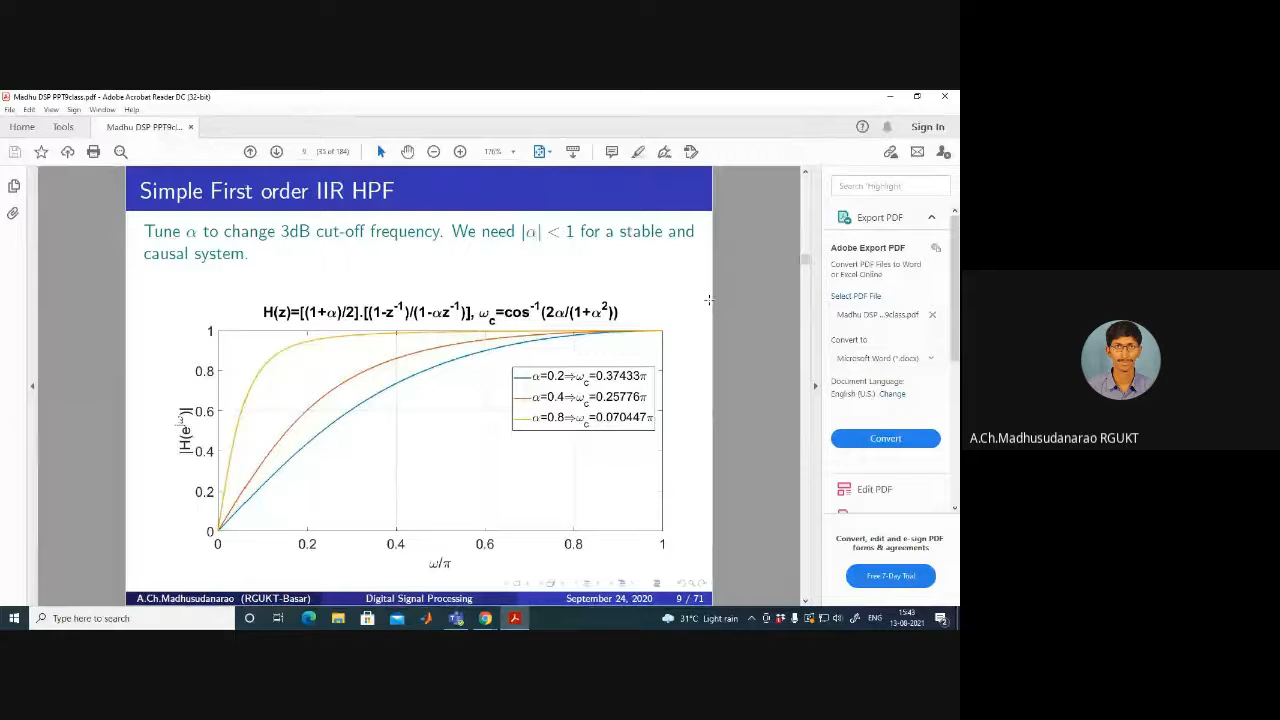 Madhu DSP PPT9class.pdf - Adobe Acrobat Reader DC (32-bit)
File Edit View Sign Window Help
Home Tools Madhu DSP PPT9cl... × Sign In
9 (35 of 184) 176%
Simple First order IIR HPF
Tune α to change 3dB cut-off frequency. We need |α| < 1 for a stable and
causal system.
H(z)=[(1+α)/2].[(1-z⁻¹)/(1-αz⁻¹)], ω_c=cos⁻¹(2α/(1+α²))
|H(e^jω)|
1
0.8
0.6
0.4
0.2
0
α=0.2⇒ω_c=0.37433π
α=0.4⇒ω_c=0.25776π
α=0.8⇒ω_c=0.070447π
0 0.2 0.4 0.6 0.8 1
ω/π
A.Ch.Madhusudanarao (RGUKT-Basar) Digital Signal Processing September 24, 2020 9 / 71
Search 'Highlight
Export PDF
Adobe Export PDF
Convert PDF Files to Word
or Excel Online
Select PDF File
Madhu DSP ...9class.pdf
Convert to
Microsoft Word (*.docx)
Document Language:
English (U.S.) Change
Convert
Edit PDF
Convert, edit and e-sign PDF
forms & agreements
Free 7-Day Trial
Type here to search
31°C Light rain ENG 15:43
13-08-2021
2
A.Ch.Madhusudanarao RGUKT